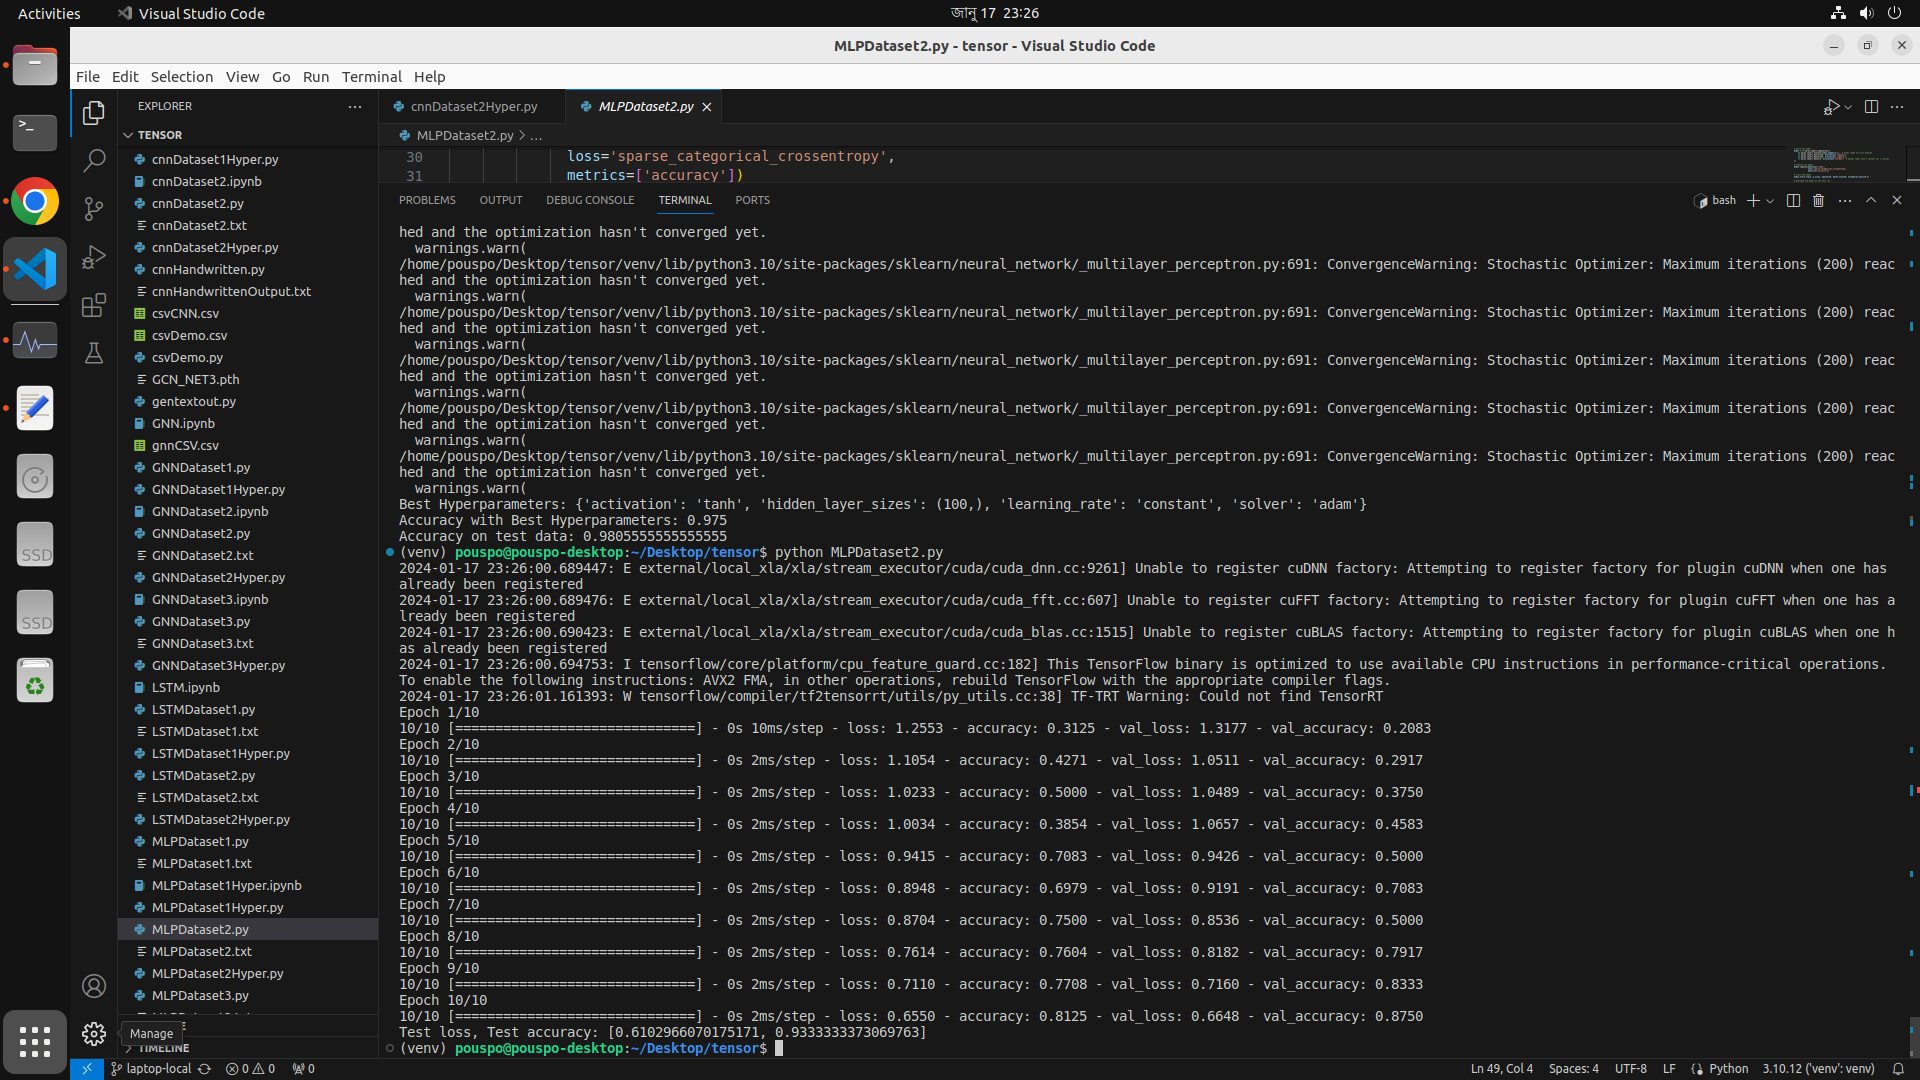 Activities
Visual Studio Code
জানু 17 23:26
MLPDataset2.py - tensor - Visual Studio Code
File Edit Selection View Go Run Terminal Help
EXPLORER
TENSOR
cnnDataset1Hyper.py
cnnDataset2.ipynb
cnnDataset2.py
cnnDataset2.txt
cnnDataset2Hyper.py
cnnHandwritten.py
cnnHandwrittenOutput.txt
csvCNN.csv
csvDemo.csv
csvDemo.py
GCN_NET3.pth
gentextout.py
GNN.ipynb
gnnCSV.csv
GNNDataset1.py
GNNDataset1Hyper.py
GNNDataset2.ipynb
GNNDataset2.py
GNNDataset2.txt
GNNDataset2Hyper.py
GNNDataset3.ipynb
GNNDataset3.py
GNNDataset3.txt
GNNDataset3Hyper.py
LSTM.ipynb
LSTMDataset1.py
LSTMDataset1.txt
LSTMDataset1Hyper.py
LSTMDataset2.py
LSTMDataset2.txt
LSTMDataset2Hyper.py
MLPDataset1.py
MLPDataset1.txt
MLPDataset1Hyper.ipynb
MLPDataset1Hyper.py
MLPDataset2.py
MLPDataset2.txt
MLPDataset2Hyper.py
MLPDataset3.py
Manage
TIMELINE
SSD
SSD
cnnDataset2Hyper.py
MLPDataset2.py
MLPDataset2.py > ...
30 loss='sparse_categorical_crossentropy',
31 metrics=['accuracy'])
PROBLEMS OUTPUT DEBUG CONSOLE TERMINAL PORTS
bash
hed and the optimization hasn't converged yet.
warnings.warn(
/home/pouspo/Desktop/tensor/venv/lib/python3.10/site-packages/sklearn/neural_network/_multilayer_perceptron.py:691: ConvergenceWarning: Stochastic Optimizer: Maximum iterations (200) reac
hed and the optimization hasn't converged yet.
warnings.warn(
/home/pouspo/Desktop/tensor/venv/lib/python3.10/site-packages/sklearn/neural_network/_multilayer_perceptron.py:691: ConvergenceWarning: Stochastic Optimizer: Maximum iterations (200) reac
hed and the optimization hasn't converged yet.
warnings.warn(
/home/pouspo/Desktop/tensor/venv/lib/python3.10/site-packages/sklearn/neural_network/_multilayer_perceptron.py:691: ConvergenceWarning: Stochastic Optimizer: Maximum iterations (200) reac
hed and the optimization hasn't converged yet.
warnings.warn(
/home/pouspo/Desktop/tensor/venv/lib/python3.10/site-packages/sklearn/neural_network/_multilayer_perceptron.py:691: ConvergenceWarning: Stochastic Optimizer: Maximum iterations (200) reac
hed and the optimization hasn't converged yet.
warnings.warn(
/home/pouspo/Desktop/tensor/venv/lib/python3.10/site-packages/sklearn/neural_network/_multilayer_perceptron.py:691: ConvergenceWarning: Stochastic Optimizer: Maximum iterations (200) reac
hed and the optimization hasn't converged yet.
warnings.warn(
Best Hyperparameters: {'activation': 'tanh', 'hidden_layer_sizes': (100,), 'learning_rate': 'constant', 'solver': 'adam'}
Accuracy with Best Hyperparameters: 0.975
Accuracy on test data: 0.9805555555555555
(venv) pouspo@pouspo-desktop:~/Desktop/tensor$ python MLPDataset2.py
2024-01-17 23:26:00.689447: E external/local_xla/xla/stream_executor/cuda/cuda_dnn.cc:9261] Unable to register cuDNN factory: Attempting to register factory for plugin cuDNN when one has
already been registered
2024-01-17 23:26:00.689476: E external/local_xla/xla/stream_executor/cuda/cuda_fft.cc:607] Unable to register cuFFT factory: Attempting to register factory for plugin cuFFT when one has a
lready been registered
2024-01-17 23:26:00.690423: E external/local_xla/xla/stream_executor/cuda/cuda_blas.cc:1515] Unable to register cuBLAS factory: Attempting to register factory for plugin cuBLAS when one h
as already been registered
2024-01-17 23:26:00.694753: I tensorflow/core/platform/cpu_feature_guard.cc:182] This TensorFlow binary is optimized to use available CPU instructions in performance-critical operations.
To enable the following instructions: AVX2 FMA, in other operations, rebuild TensorFlow with the appropriate compiler flags.
2024-01-17 23:26:01.161393: W tensorflow/compiler/tf2tensorrt/utils/py_utils.cc:38] TF-TRT Warning: Could not find TensorRT
Epoch 1/10
10/10 [==============================] - 0s 10ms/step - loss: 1.2553 - accuracy: 0.3125 - val_loss: 1.3177 - val_accuracy: 0.2083
Epoch 2/10
10/10 [==============================] - 0s 2ms/step - loss: 1.1054 - accuracy: 0.4271 - val_loss: 1.0511 - val_accuracy: 0.2917
Epoch 3/10
10/10 [==============================] - 0s 2ms/step - loss: 1.0233 - accuracy: 0.5000 - val_loss: 1.0489 - val_accuracy: 0.3750
Epoch 4/10
10/10 [==============================] - 0s 2ms/step - loss: 1.0034 - accuracy: 0.3854 - val_loss: 1.0657 - val_accuracy: 0.4583
Epoch 5/10
10/10 [==============================] - 0s 2ms/step - loss: 0.9415 - accuracy: 0.7083 - val_loss: 0.9426 - val_accuracy: 0.5000
Epoch 6/10
10/10 [==============================] - 0s 2ms/step - loss: 0.8948 - accuracy: 0.6979 - val_loss: 0.9191 - val_accuracy: 0.7083
Epoch 7/10
10/10 [==============================] - 0s 2ms/step - loss: 0.8704 - accuracy: 0.7500 - val_loss: 0.8536 - val_accuracy: 0.5000
Epoch 8/10
10/10 [==============================] - 0s 2ms/step - loss: 0.7614 - accuracy: 0.7604 - val_loss: 0.8182 - val_accuracy: 0.7917
Epoch 9/10
10/10 [==============================] - 0s 2ms/step - loss: 0.7110 - accuracy: 0.7708 - val_loss: 0.7160 - val_accuracy: 0.8333
Epoch 10/10
10/10 [==============================] - 0s 2ms/step - loss: 0.6550 - accuracy: 0.8125 - val_loss: 0.6648 - val_accuracy: 0.8750
Test loss, Test accuracy: [0.6102966070175171, 0.9333333373069763]
(venv) pouspo@pouspo-desktop:~/Desktop/tensor$
laptop-local 0 0 0
Ln 49, Col 4 Spaces: 4 UTF-8 LF Python 3.10.12 ('venv': venv)